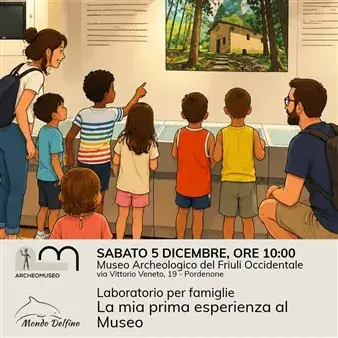 SABATO 5 DICEMBRE, ORE 10:00
Museo Archeologico del Friuli Occidentale
via Vittorio Veneto, 19 - Pordenone
m
ARCHEOMUSEO
Laboratorio per famiglie
La mia prima esperienza al
Museo
Mondo Delfino